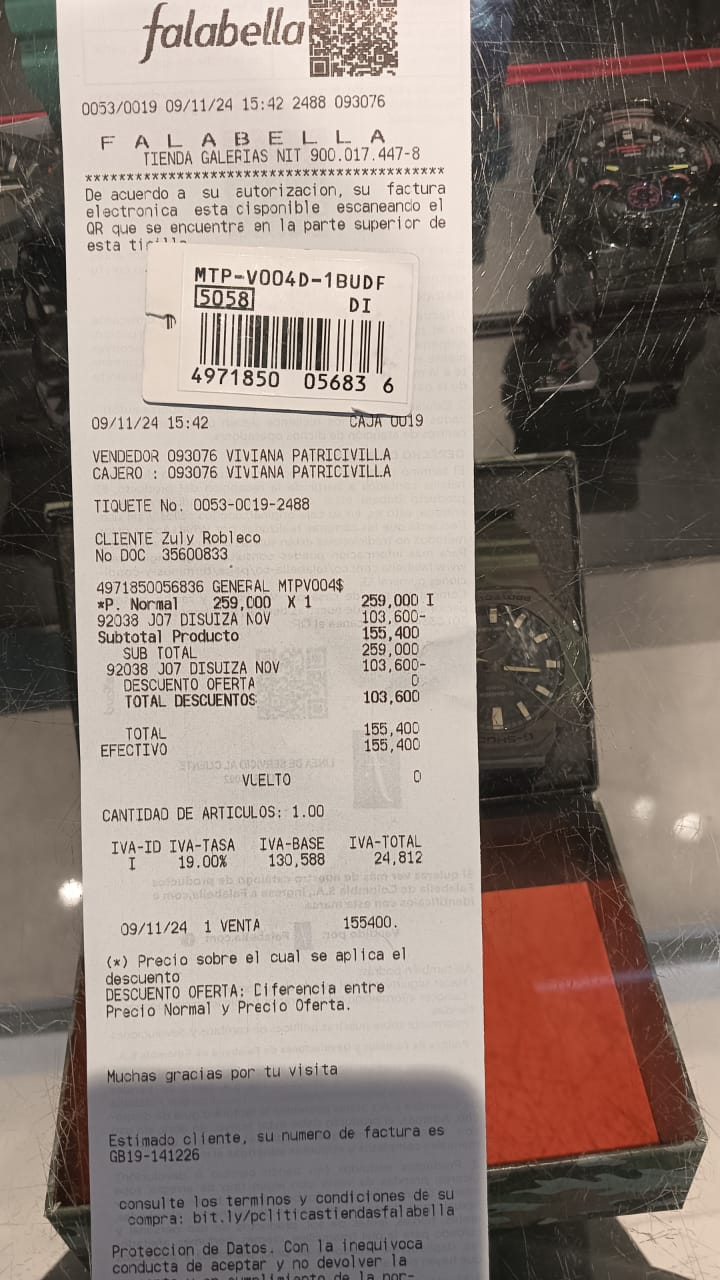 falabella
0053/0019 09/11/24 15:42 2488 093076
F A L A B E L L A
TIENDA GALERIAS NIT 900.017.447-8
********************************************
De acuerdo a su autorizacion, su factura
electronica esta cisponible escaneando el
QR que se encuentra en la parte superior de
esta
MTP-V004D-1BUDF
5058 DI
4971850 05683 6
09/11/24 15:42 CAJA 0019
VENDEDOR 093076 VIVIANA PATRICIVILLA
CAJERO : 093076 VIVIANA PATRICIVILLA
TIQUETE No. 0053-0C19-2488
CLIENTE Zuly Robleco
No DOC 35600833
4971850056836 GENERAL MTPV004$
*P. Normal 259,000 X 1 259,000 I
92038 J07 DISUIZA NOV 103,600-
Subtotal Producto 155,400
SUB TOTAL 259,000
92038 J07 DISUIZA NOV 103,600-
DESCUENTO OFERTA 0
TOTAL DESCUENTOS 103,600
TOTAL 155,400
EFECTIVO 155,400
VUELTO 0
CANTIDAD DE ARTICULOS: 1.00
IVA-ID IVA-TASA IVA-BASE IVA-TOTAL
I 19.00% 130,588 24,812
09/11/24 1 VENTA 155400.
(*) Precio sobre el cual se aplica el
descuento
DESCUENTO OFERTA: Ciferencia entre
Precio Normal y Precio Oferta.
Muchas gracias por tu visita
Estimado cliente, su numero de factura es
GB19-141226
consulte los terminos y condiciones de su
compra: bit.ly/pcliticastiendasfalabella
Proteccion de Datos. Con la inequivoca
conducta de aceptar y no devolver la